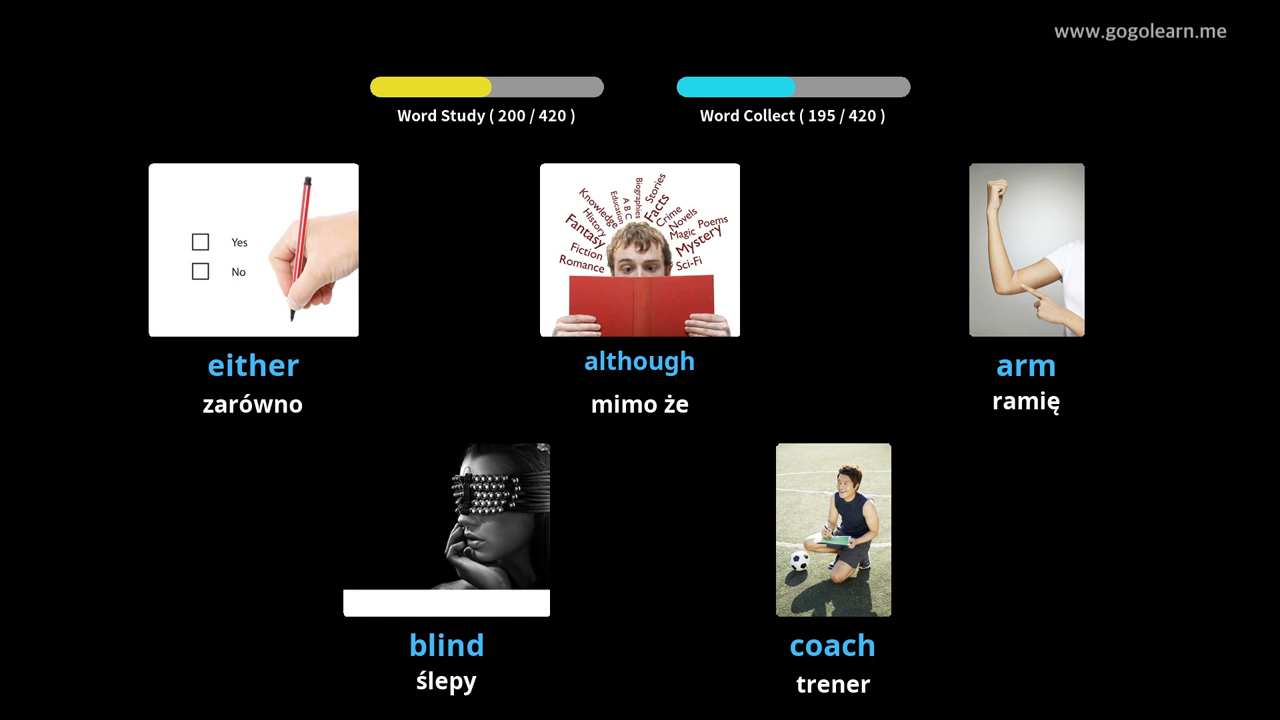 www.gogolearn.me
Word Study ( 200 / 420 )
Word Collect ( 195 / 420 )
Yes
No
Knowledge
History
Fantasy
Fiction
Romance
Education
A B C
Biographies
Stories
Facts
Crime
Novels
Magic
Poems
Mystery
Sci-Fi
either
zarówno
although
mimo że
arm
ramię
blind
ślepy
coach
trener